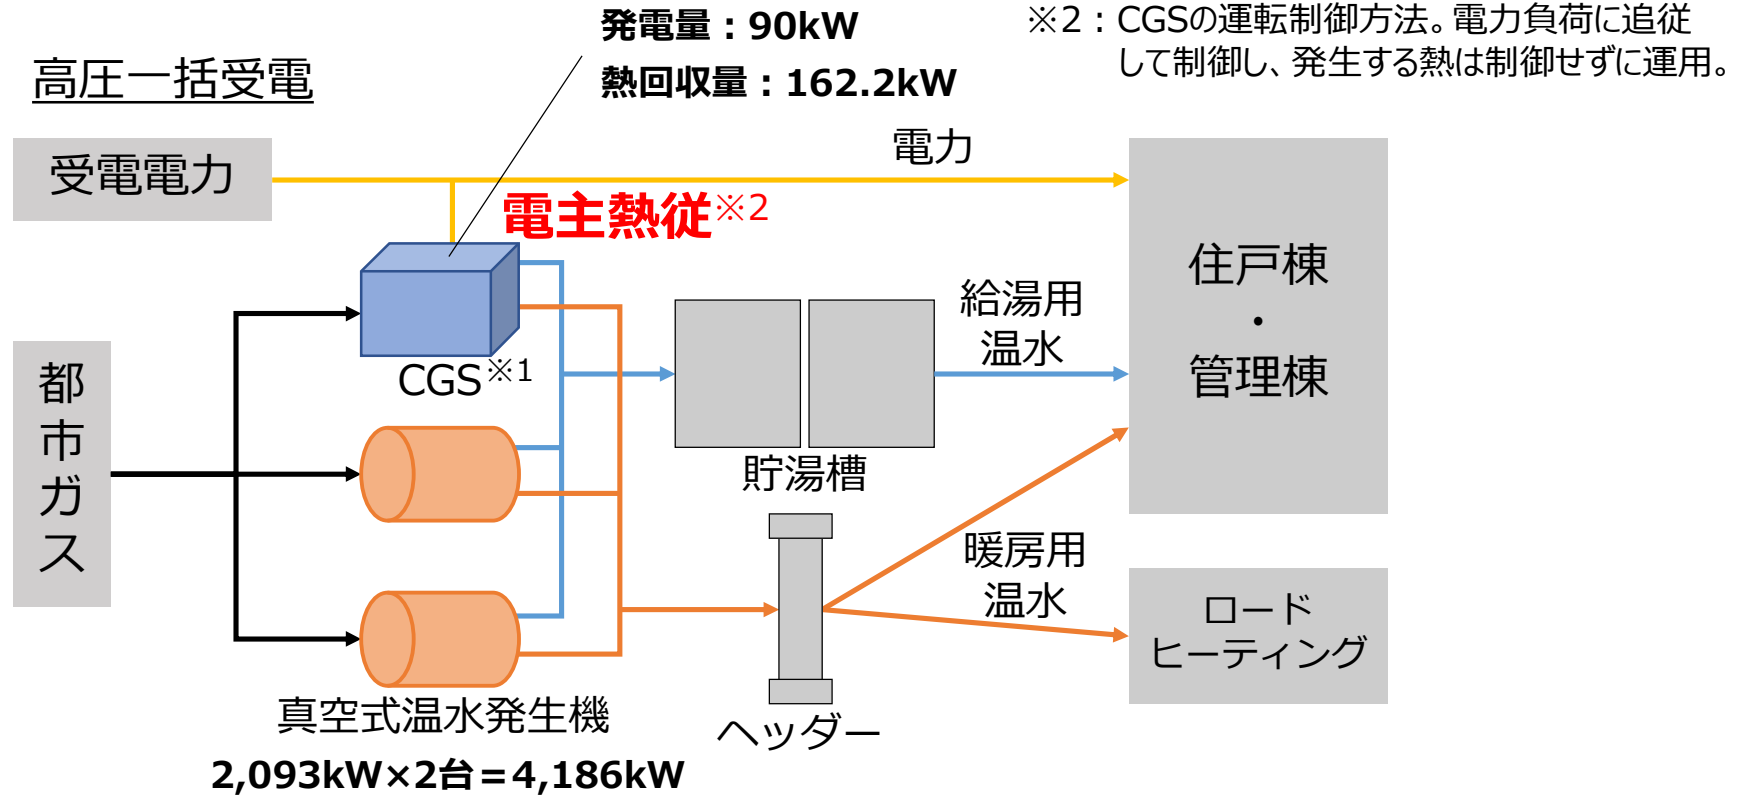 発電量：90kW
熱回収量：162.2kW
※2：CGSの運転制御方法。電力負荷に追従
して制御し、発生する熱は制御せずに運用。
高圧一括受電
受電電力
電力
電主熱従※2
住戸棟
・
管理棟
給湯用
温水
CGS※1
都
市
ガ
ス
貯湯槽
暖房用
温水
ロード
ヒーティング
真空式温水発生機
ヘッダー
2,093kW×2台=4,186kW